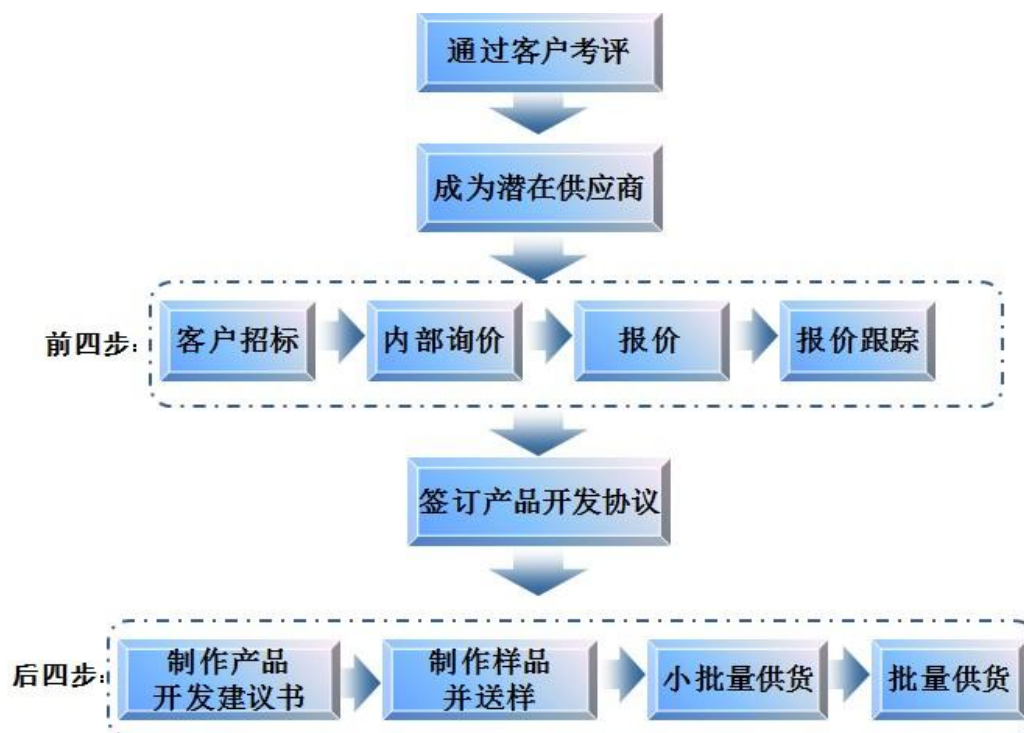 通过客户考评
成为潜在供应商
前四步:
客户招标
内部询价
报价
报价跟踪
签订产品开发协议
后四步:
制作产品
开发建议书
制作样品
并送样
小批量供货
批量供货